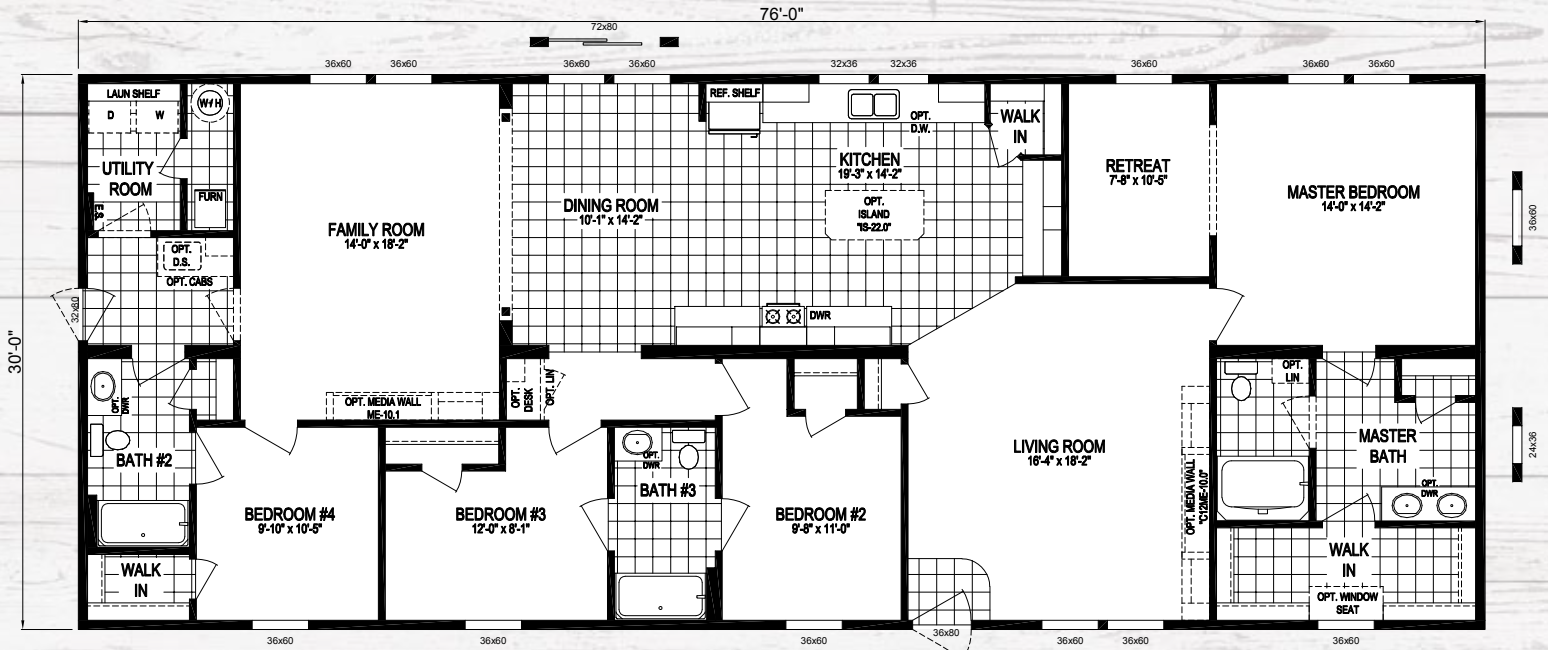 76'-0"
72x80
36x60
36x60
36x60
36x60
32x36
32x36
36x60
36x60
36x60
30'-0"
LAUN SHELF
D
W
W/H
UTILITY
ROOM
FURN
E.S.
OPT.
D.S.
OPT. CABS
32x80
FAMILY ROOM
14'-0" x 18'-2"
OPT. MEDIA WALL
ME-10.1
DINING ROOM
10'-1" x 14'-2"
REF. SHELF
OPT.
D.W.
KITCHEN
19'-3" x 14'-2"
OPT.
ISLAND
"IS-22.0"
DWR
WALK
IN
RETREAT
7'-8" x 10'-5"
MASTER BEDROOM
14'-0" x 14'-2"
36x60
24x36
OPT.
DWR
BATH #2
WALK
IN
BEDROOM #4
9'-10" x 10'-5"
OPT.
DESK
OPT. LIN
BEDROOM #3
12'-0" x 8'-1"
OPT.
DWR
BATH #3
BEDROOM #2
9'-8" x 11'-0"
LIVING ROOM
16'-4" x 18'-2"
OPT. MEDIA WALL
"C12ME-10.0"
OPT.
LIN
MASTER
BATH
OPT.
DWR
WALK
IN
OPT. WINDOW
SEAT
36x60
36x60
36x60
36x80
36x60
36x60
36x60